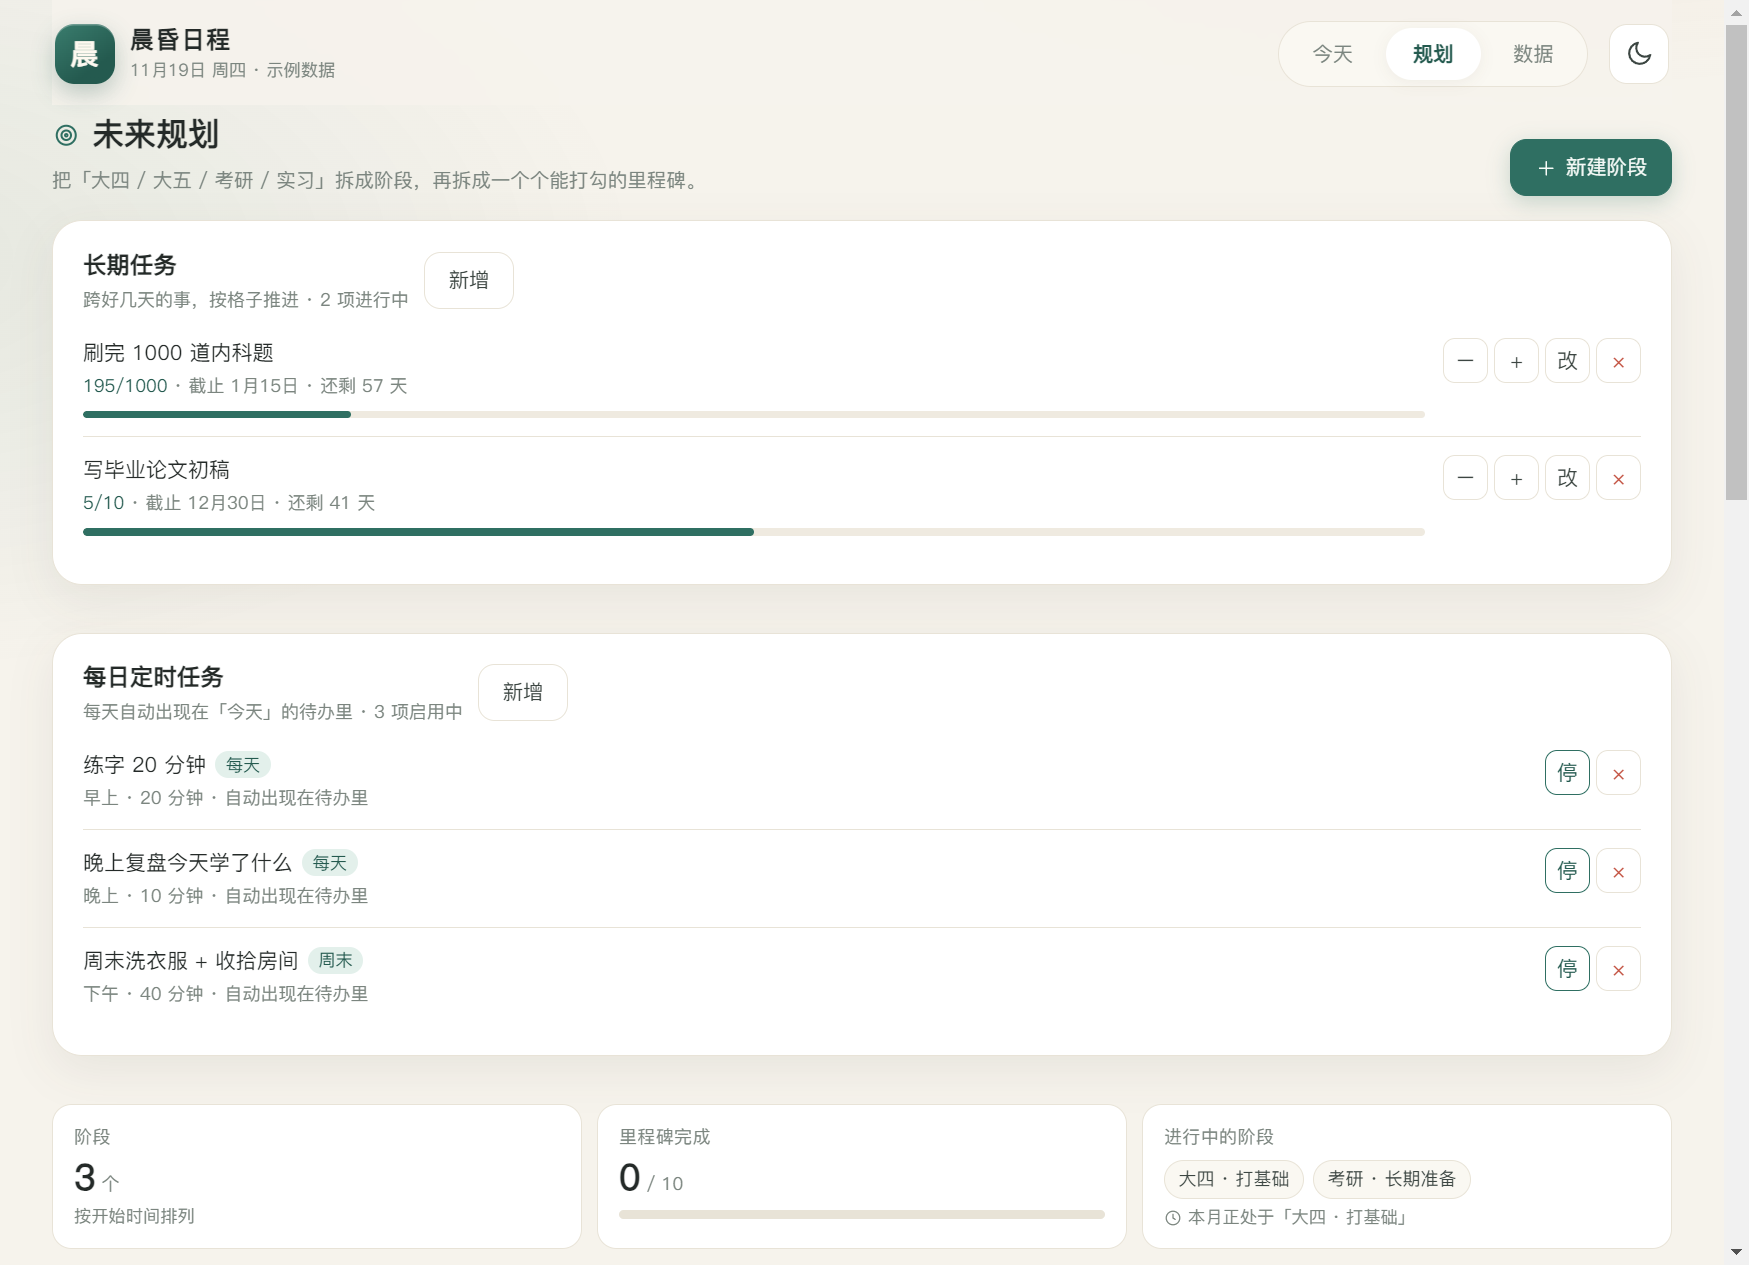 晨
晨昏日程
11月19日 周四 · 示例数据
今天
规划
数据
未来规划
把「大四 / 大五 / 考研 / 实习」拆成阶段，再拆成一个个能打勾的里程碑。
+ 新建阶段
长期任务
跨好几天的事，按格子推进 · 2 项进行中
新增
刷完 1000 道内科题
195/1000 · 截止 1月15日 · 还剩 57 天
− + 改 ×
写毕业论文初稿
5/10 · 截止 12月30日 · 还剩 41 天
− + 改 ×
每日定时任务
每天自动出现在「今天」的待办里 · 3 项启用中
新增
练字 20 分钟 每天
早上 · 20 分钟 · 自动出现在待办里
停 ×
晚上复盘今天学了什么 每天
晚上 · 10 分钟 · 自动出现在待办里
停 ×
周末洗衣服 + 收拾房间 周末
下午 · 40 分钟 · 自动出现在待办里
停 ×
阶段
3 个
按开始时间排列
里程碑完成
0 / 10
进行中的阶段
大四 · 打基础
考研 · 长期准备
本月正处于「大四 · 打基础」